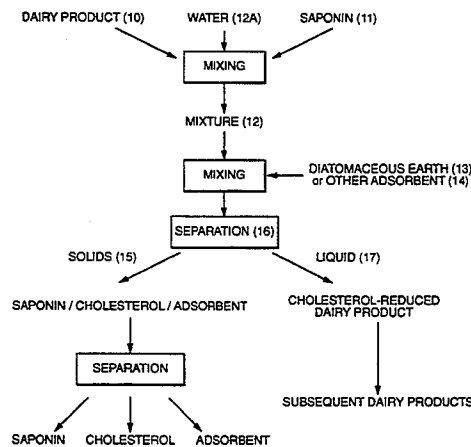 DAIRY PRODUCT (10) WATER (12A) SAPONIN (11)
MIXING
MIXTURE (12)
MIXING
DIATOMACEOUS EARTH (13)
or OTHER ADSORBENT (14)
SEPARATION (16)
SOLIDS (15) LIQUID (17)
SAPONIN / CHOLESTEROL / ADSORBENT
CHOLESTEROL-REDUCED
DAIRY PRODUCT
SEPARATION
SUBSEQUENT DAIRY PRODUCTS
SAPONIN CHOLESTEROL ADSORBENT